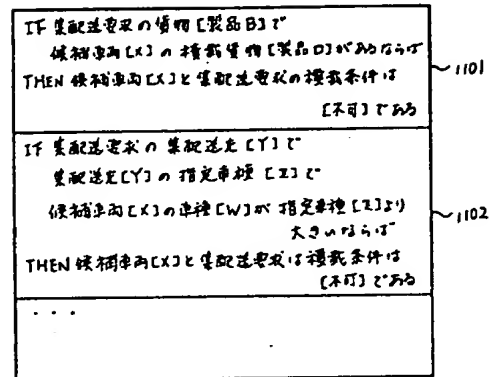 IF 集配送要求の貨物[製品B]で
候補車両[X]の積載貨物[製品D]があるならば
THEN 候補車両[X]と集配送要求の積載条件は
[不可]である
1101
IF 集配送要求の集配送先[Y]で
集配送先[Y]の指定車種[Z]で
候補車両[X]の車種[W]が指定車種[Z]より
大きいならば
1102
THEN 候補車両[X]と集配送要求は積載条件は
[不可]である
...